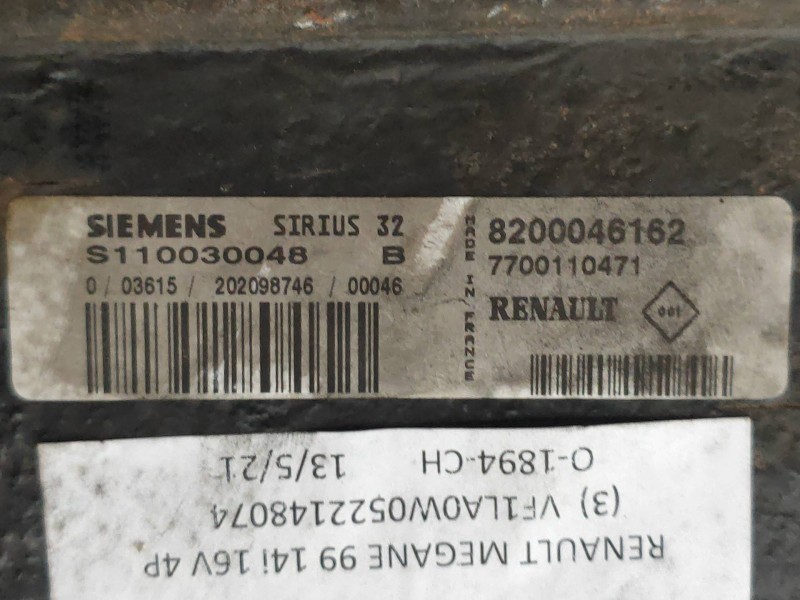 SIEMENS SIRIUS 32
S110030048 B
0 / 03615 / 202098746 / 00046
MADE IN FRANCE
8200046162
7700110471
RENAULT
001
RENAULT MEGANE 99 14i 16V 4P
(3) VF1LA0W0522148074
O-1894-CH 13/5/21